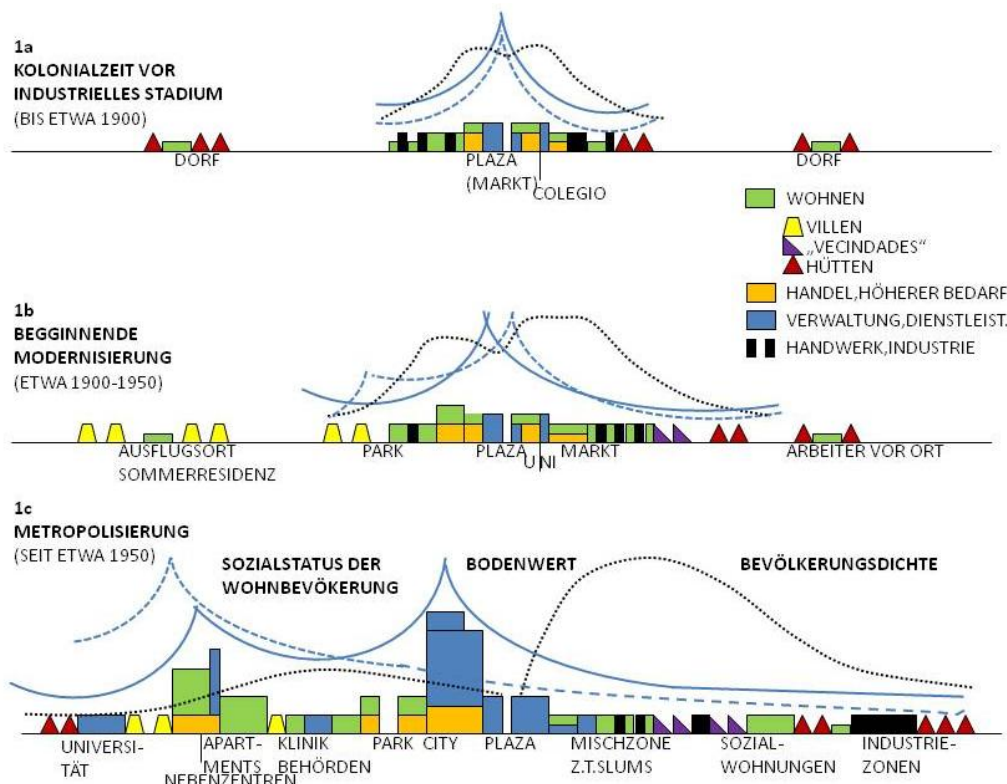 1a
KOLONIALZEIT VOR
INDUSTRIELLES STADIUM
(BIS ETWA 1900)
DORF
PLAZA
(MARKT)
COLEGIO
DORF
WOHNEN
VILLEN
„VECINDADES“
HÜTTEN
HANDEL,HÖHERER BEDARF
VERWALTUNG,DIENSTLEIST.
HANDWERK,INDUSTRIE
1b
BEGGINNENDE
MODERNISIERUNG
(ETWA 1900-1950)
AUSFLUGSORT
SOMMERRESIDENZ
PARK
PLAZA
UNI
MARKT
ARBEITER VOR ORT
1c
METROPOLISIERUNG
(SEIT ETWA 1950)
SOZIALSTATUS DER
WOHNBEVÖKERUNG
BODENWERT
BEVÖLKERUNGSDICHTE
UNIVERSI-
TÄT
NEBENZENTREN
APART-
MENTS
KLINIK
BEHÖRDEN
PARK
CITY
PLAZA
MISCHZONE
Z.T.SLUMS
SOZIAL-
WOHNUNGEN
INDUSTRIE-
ZONEN